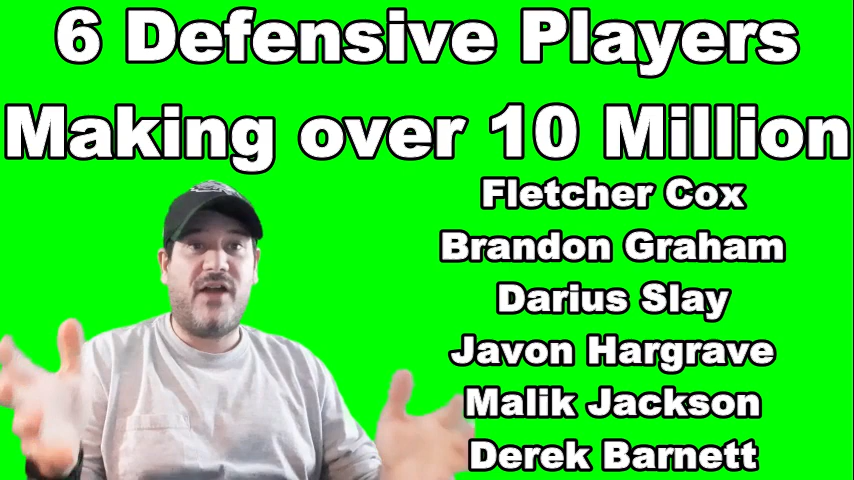 6 Defensive Players
Making over 10 Million
Fletcher Cox
Brandon Graham
Darius Slay
Javon Hargrave
Malik Jackson
Derek Barnett